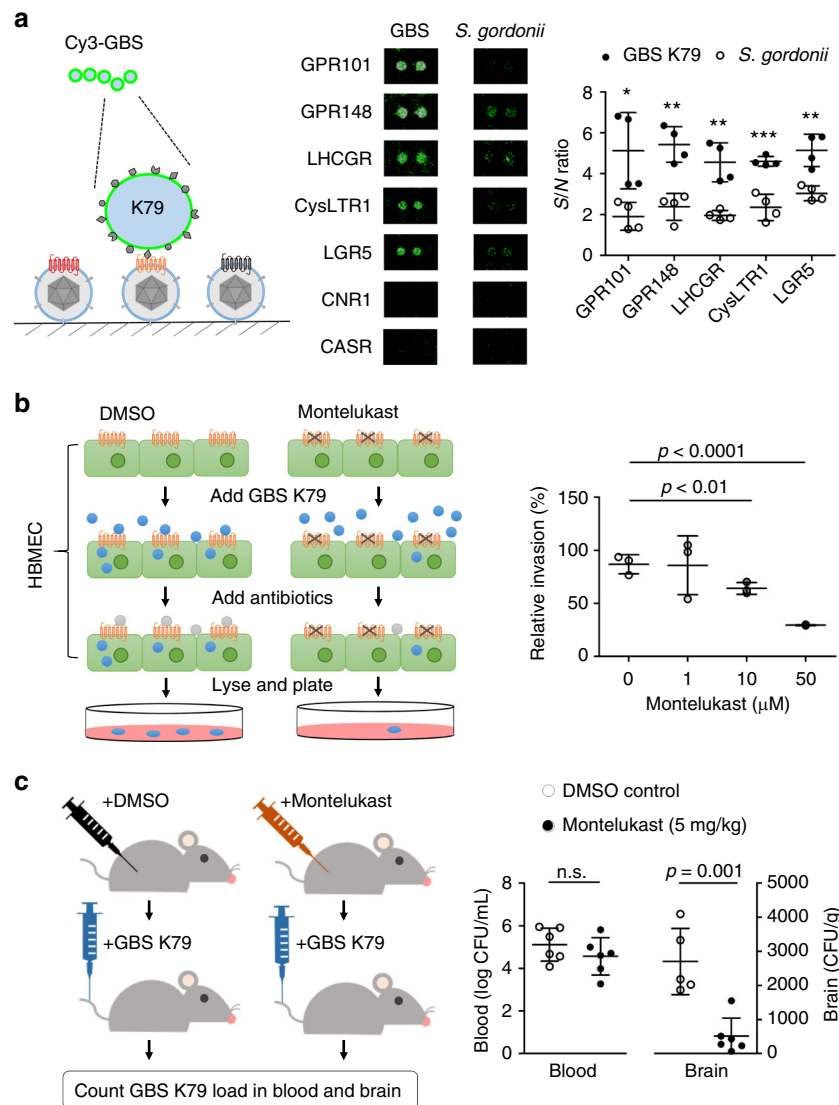 a
Cy3-GBS
K79
GBS
S. gordonii
GPR101
GPR148
LHCGR
CysLTR1
LGR5
CNR1
CASR
GBS K79
S. gordonii
S/N ratio
8
6
4
2
0
*
**
**
***
**
GPR101
GPR148
LHCGR
CysLTR1
LGR5
b
DMSO
Montelukast
Add GBS K79
HBMEC
Add antibiotics
Lyse and plate
p < 0.0001
p < 0.01
Relative invasion (%)
150
100
50
0
0
1
10
50
Montelukast (μM)
c
+DMSO
+Montelukast
+GBS K79
+GBS K79
Count GBS K79 load in blood and brain
DMSO control
Montelukast (5 mg/kg)
n.s.
p = 0.001
Blood (log CFU/mL)
8
6
4
2
0
Blood
Brain
5000
4000
3000
2000
1000
0
Brain (CFU/g)